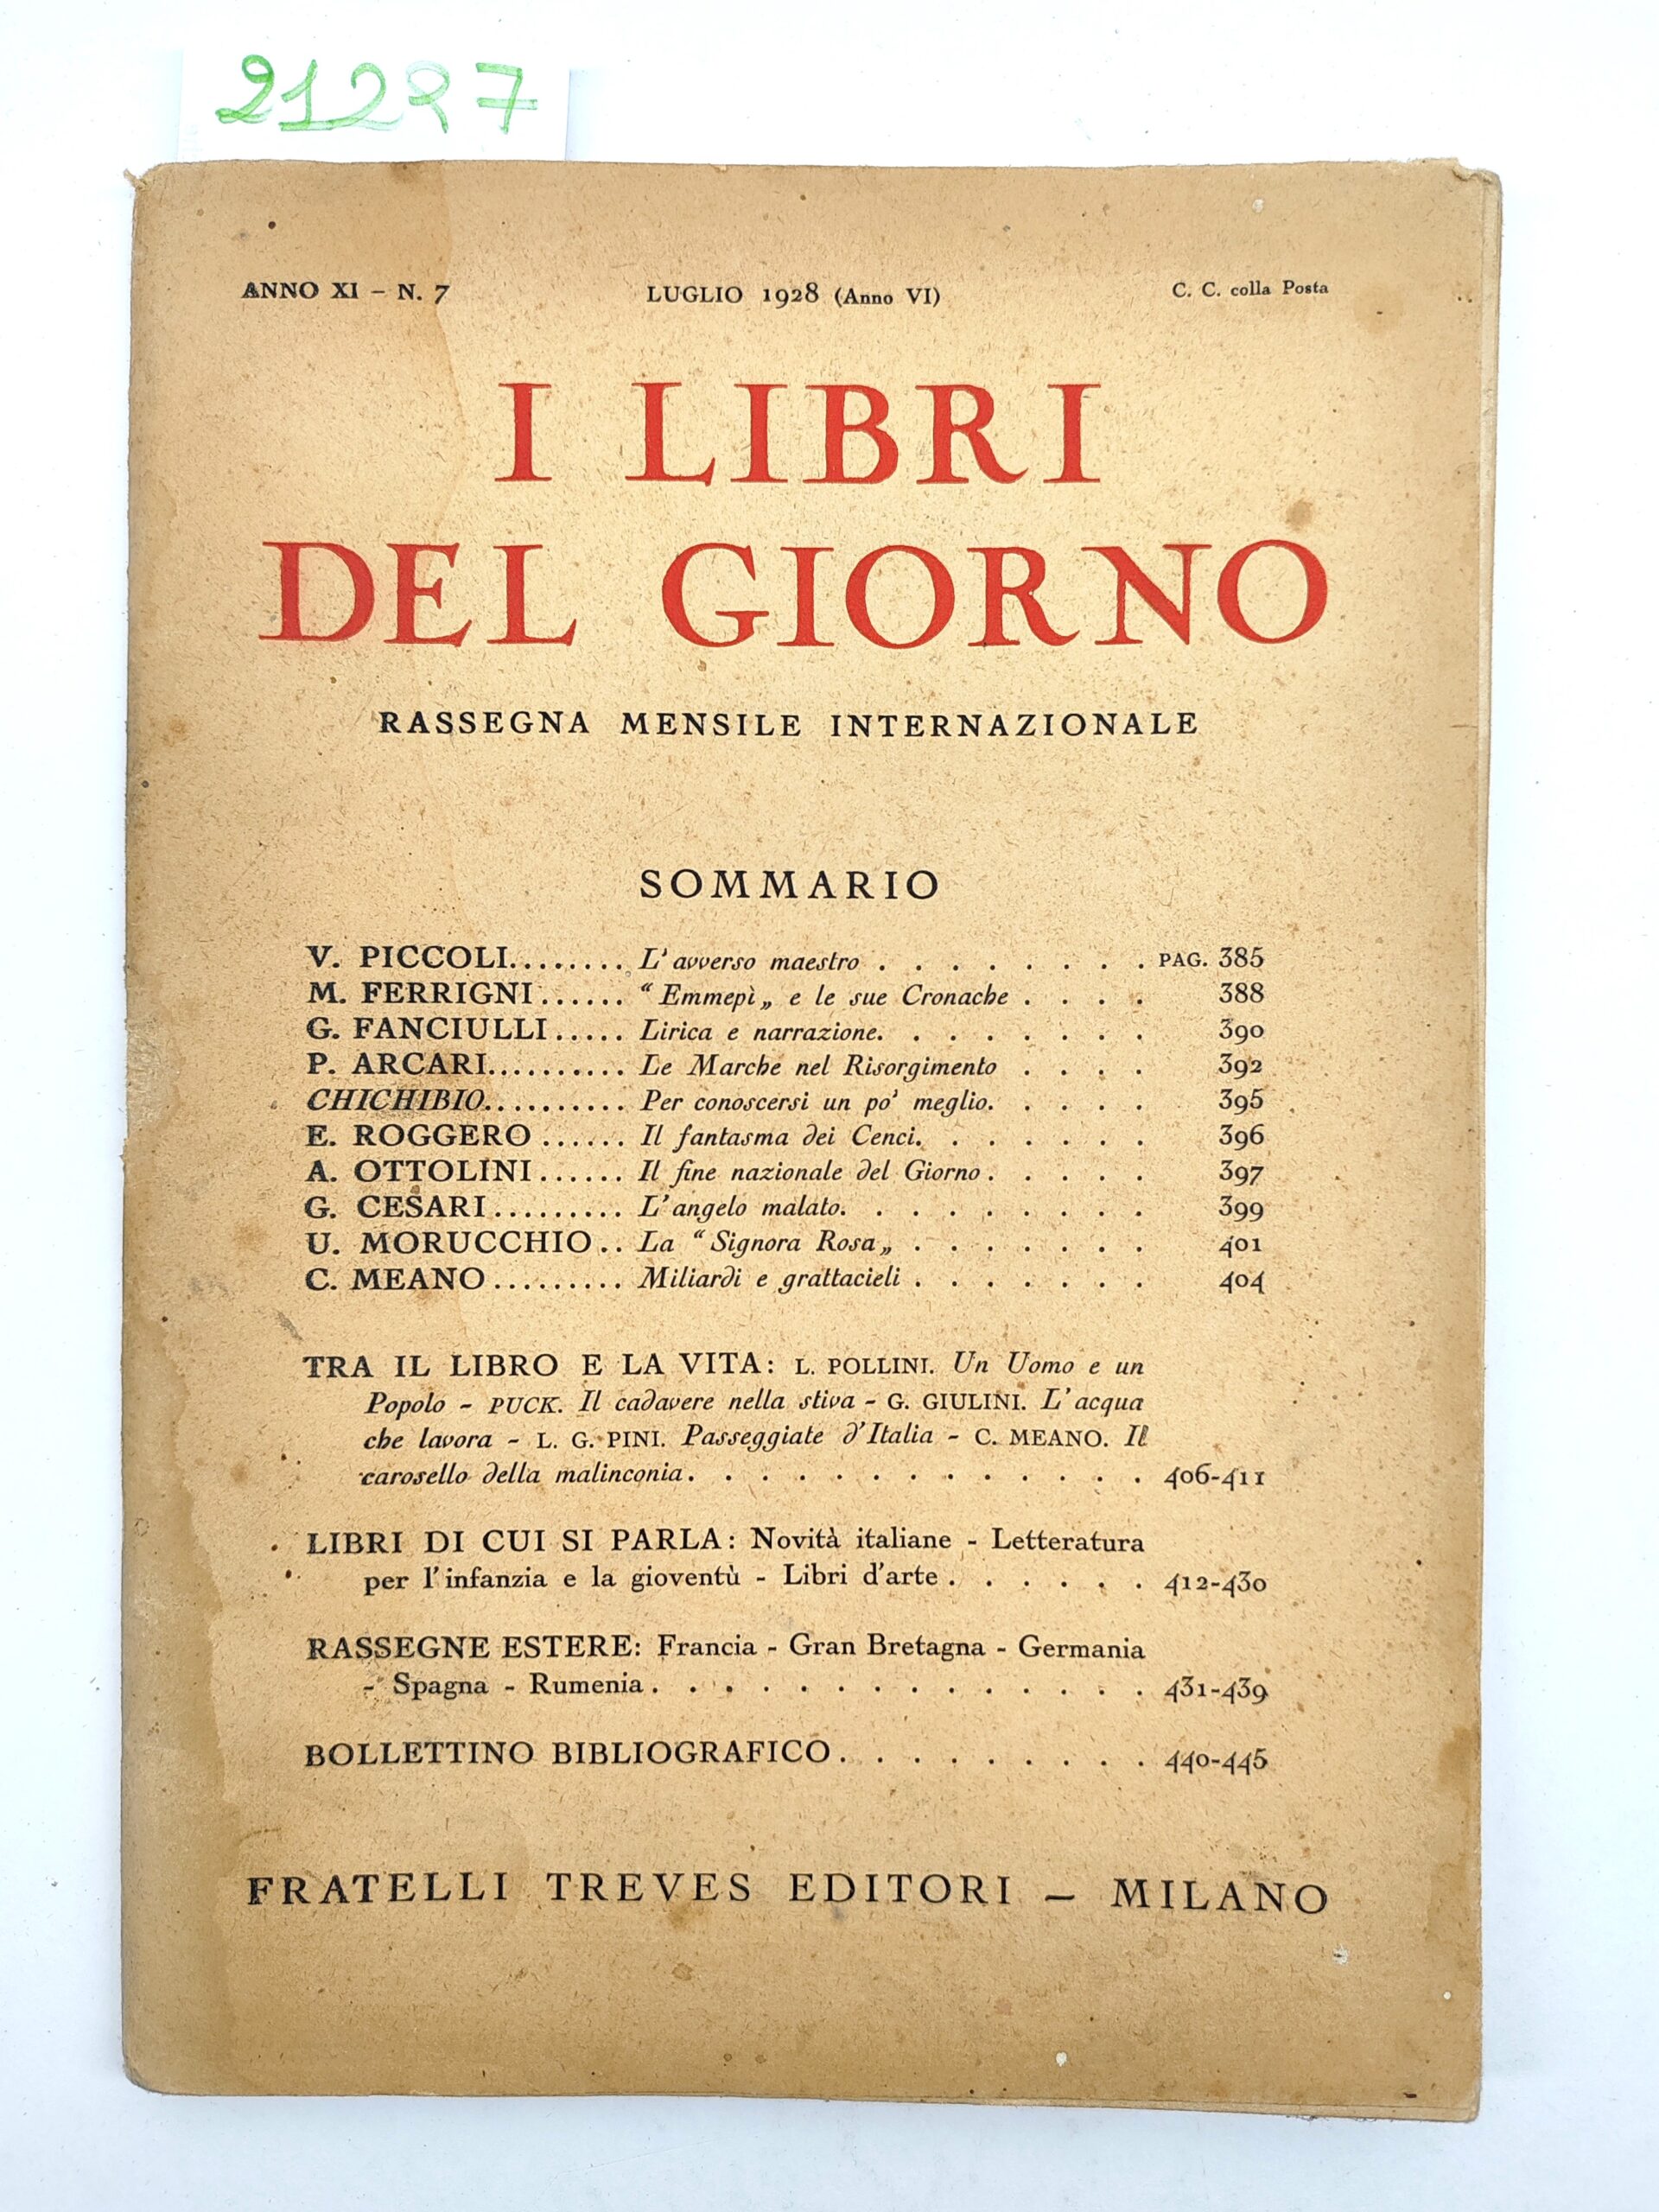 21227
ANNO XI – N. 7 LUGLIO 1928 (Anno VI) C. C. colla Posta
I LIBRI
DEL GIORNO
RASSEGNA MENSILE INTERNAZIONALE
SOMMARIO
V. PICCOLI........ L'avverso maestro . . . . . . . . PAG. 385
M. FERRIGNI...... “Emmepì„ e le sue Cronache . . . . 388
G. FANCIULLI..... Lirica e narrazione. . . . . . . . 390
P. ARCARI.......... Le Marche nel Risorgimento . . . . 392
CHICHIBIO.......... Per conoscersi un po' meglio. . . . . 395
E. ROGGERO ...... Il fantasma dei Cenci. . . . . . . 396
A. OTTOLINI...... Il fine nazionale del Giorno . . . . . 397
G. CESARI......... L'angelo malato. . . . . . . . . 399
U. MORUCCHIO.. La “Signora Rosa„ . . . . . . . 401
C. MEANO......... Miliardi e grattacieli . . . . . . . 404
TRA IL LIBRO E LA VITA: L. POLLINI. Un Uomo e un
Popolo - PUCK. Il cadavere nella stiva - G. GIULINI. L'acqua
che lavora - L. G. PINI. Passeggiate d'Italia - C. MEANO. Il
carosello della malinconia. . . . . . . . . . . . . 406-411
LIBRI DI CUI SI PARLA: Novità italiane - Letteratura
per l'infanzia e la gioventù - Libri d'arte . . . . . . 412-430
RASSEGNE ESTERE: Francia - Gran Bretagna - Germania
- Spagna - Rumenia. . . . . . . . . . . . . . 431-439
BOLLETTINO BIBLIOGRAFICO. . . . . . . . . 440-445
FRATELLI TREVES EDITORI – MILANO